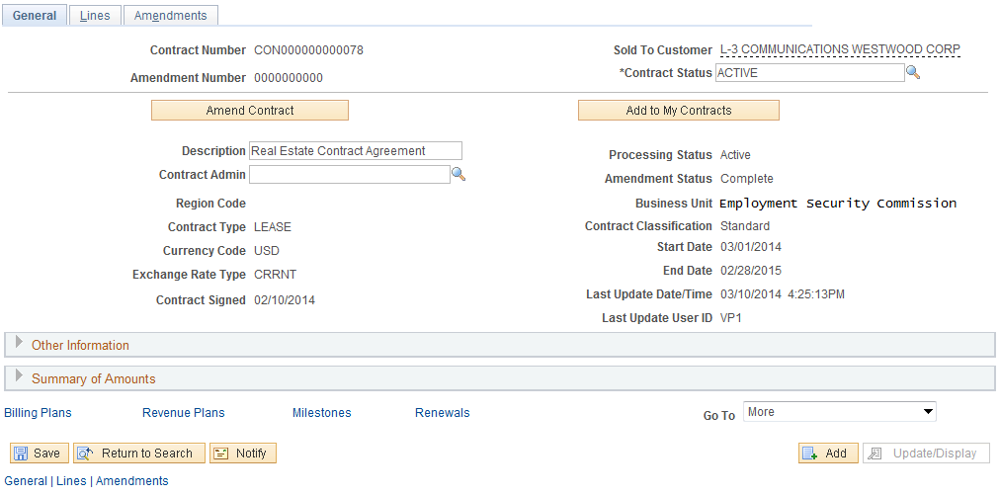 General Lines Amendments
Contract Number CON000000000078 Sold To Customer L-3 COMMUNICATIONS WESTWOOD CORP
Amendment Number 0000000000 *Contract Status ACTIVE
Amend Contract Add to My Contracts
Description Real Estate Contract Agreement Processing Status Active
Contract Admin Amendment Status Complete
Region Code Business Unit Employment Security Commission
Contract Type LEASE Contract Classification Standard
Currency Code USD Start Date 03/01/2014
Exchange Rate Type CRRNT End Date 02/28/2015
Contract Signed 02/10/2014 Last Update Date/Time 03/10/2014 4:25:13PM
Last Update User ID VP1
Other Information
Summary of Amounts
Billing Plans Revenue Plans Milestones Renewals Go To More
Save Return to Search Notify Add Update/Display
General | Lines | Amendments